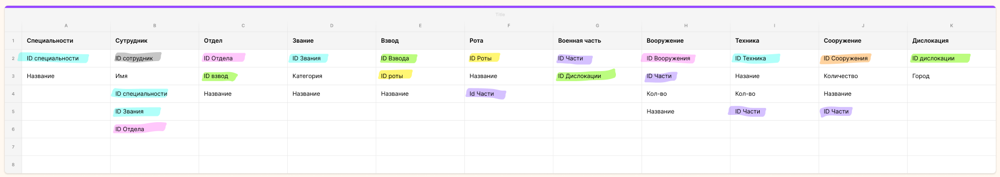 Title
A B C D E F G H I J K
1 Специальности Сутрудник Отдел Звание Взвод Рота Военная часть Вооружение Техника Сооружение Дислокация
2 ID специальности ID сотрудник ID Отдела ID Звания ID Взвода ID Роты ID Части ID Вооружения ID Техника ID Сооружения ID дислокации
3 Название Имя ID взвод Категория ID роты Название ID Дислокации ID Части Назание Количество Город
4 ID специальности Название Название Название Id Части Кол-во Кол-во Название
5 ID Звания Название ID Части ID Части
6 ID Отдела
7
8